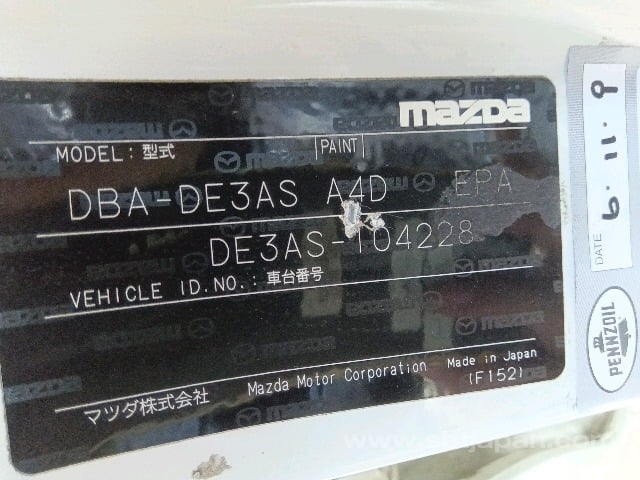 mazda
MODEL: 型式 PAINT
DBA-DE3AS A4D EPA
DE3AS-104228
VEHICLE ID.NO.: 車台番号
マツダ株式会社 Mazda Motor Corporation Made in Japan
(F152)
DATE 6.11.9
PENNZOIL